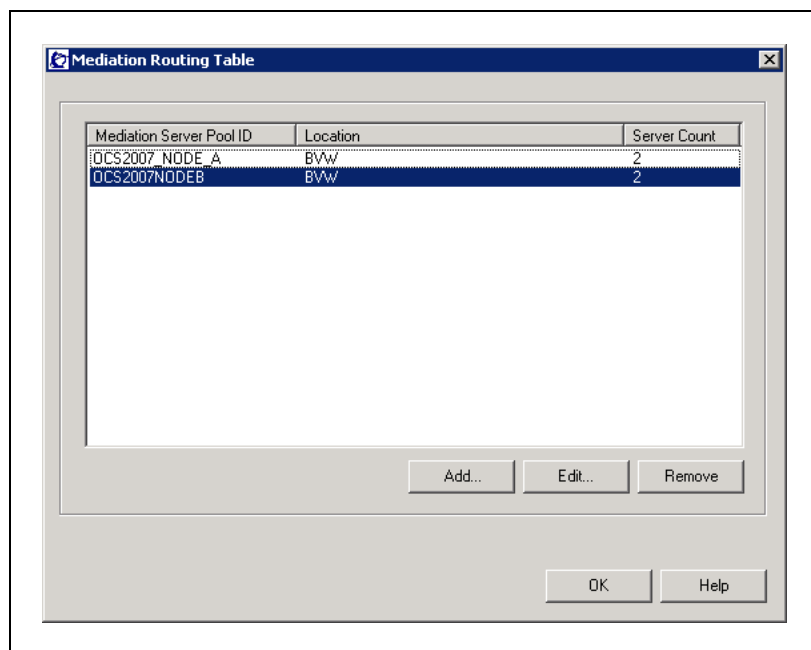 Mediation Routing Table
Mediation Server Pool ID Location Server Count
OCS2007_NODE_A BVW 2
OCS2007NODEB BVW 2
Add... Edit... Remove
OK Help